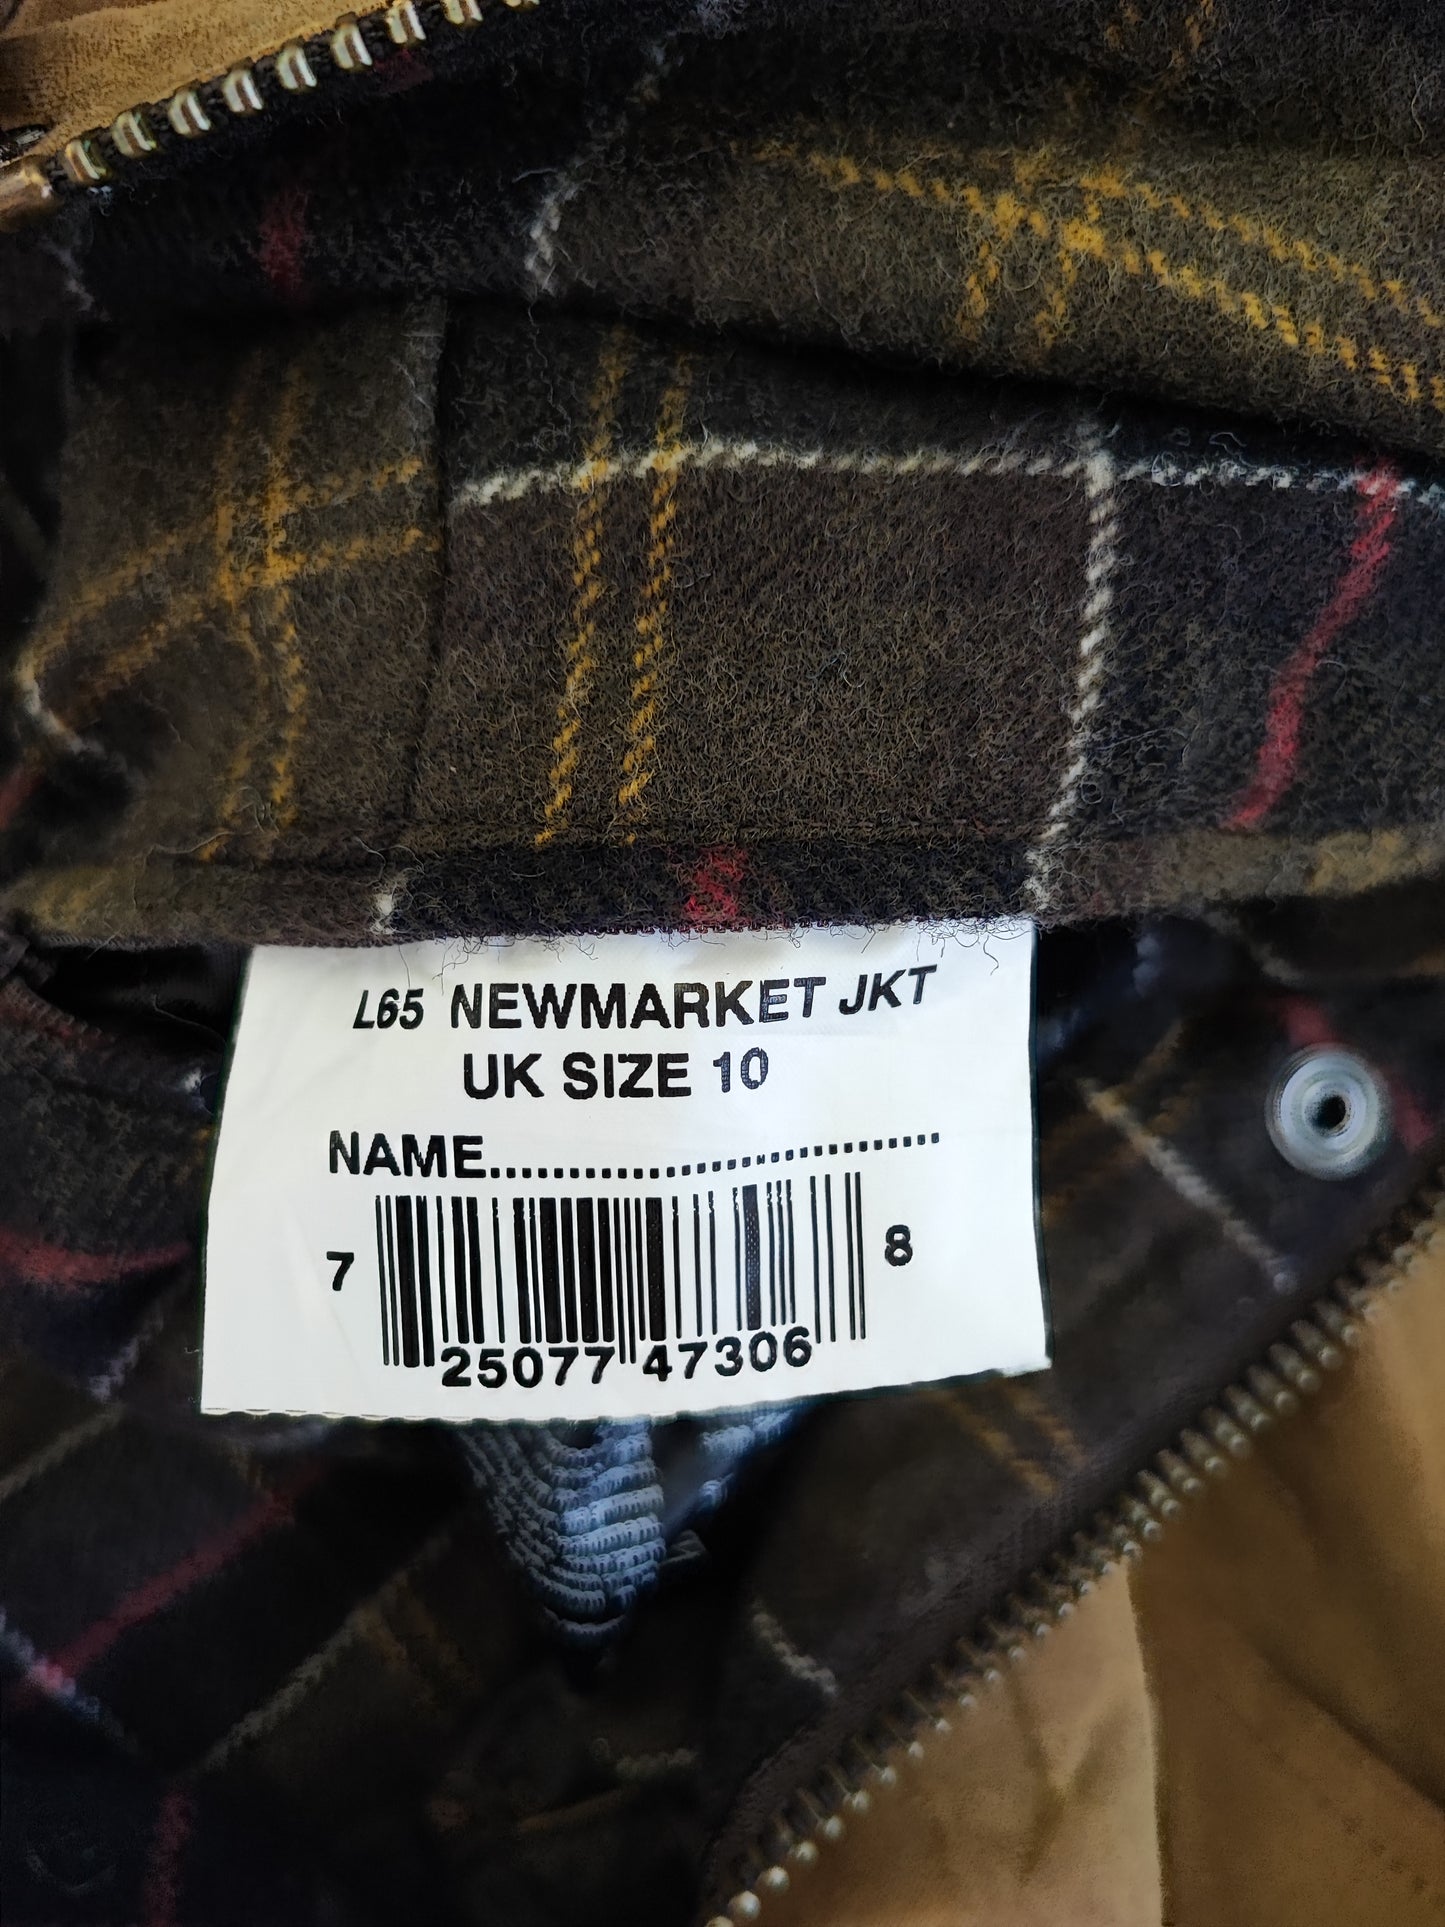 L65 NEWMARKET JKT
UK SIZE 10
NAME................................
7 8
25077 47306